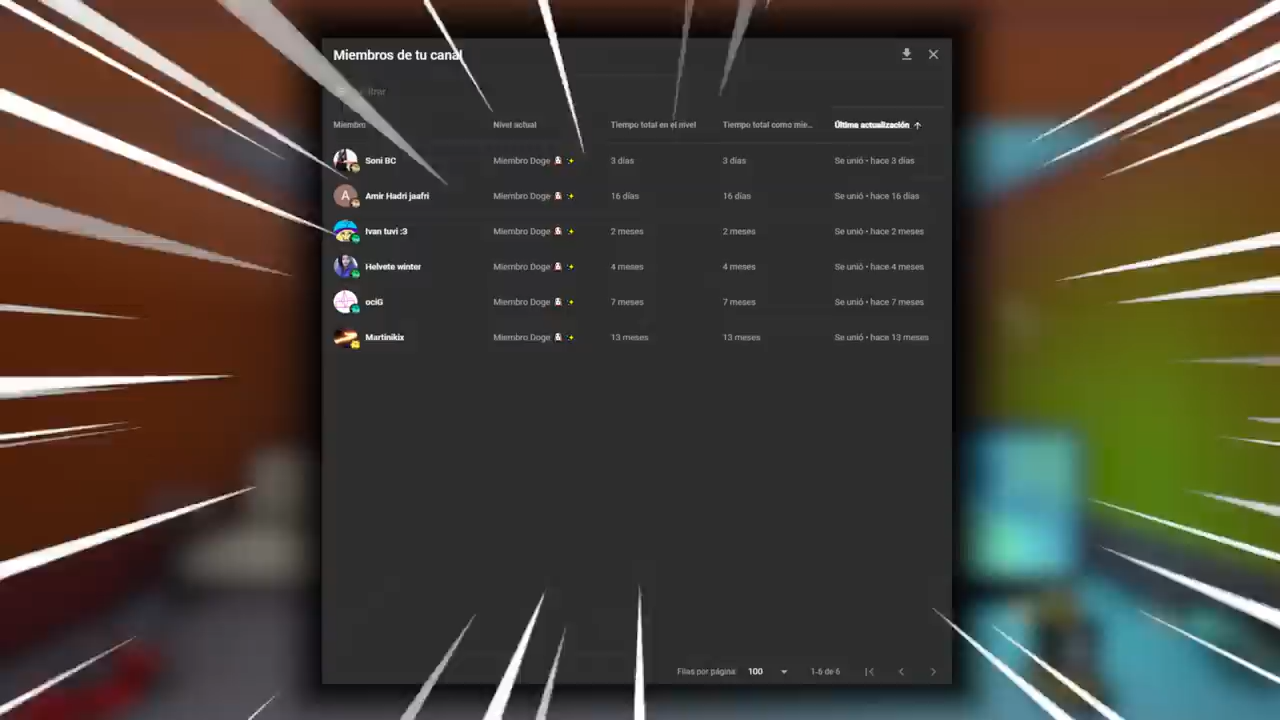 Miembros de tu canal
Miembro Nivel actual Tiempo total en el nivel Tiempo total como mie... Última actualización
Soni BC Miembro Doge 3 días 3 días Se unió • hace 3 días
A Amir Hadri jaafri Miembro Doge 16 días 16 días Se unió • hace 16 días
Ivan tuvi :3 Miembro Doge 2 meses 2 meses Se unió • hace 2 meses
Helvete winter Miembro Doge 4 meses 4 meses Se unió • hace 4 meses
ociG Miembro Doge 7 meses 7 meses Se unió • hace 7 meses
Martinikix Miembro Doge 13 meses 13 meses Se unió • hace 13 meses
Filas por página: 100 1-6 de 6